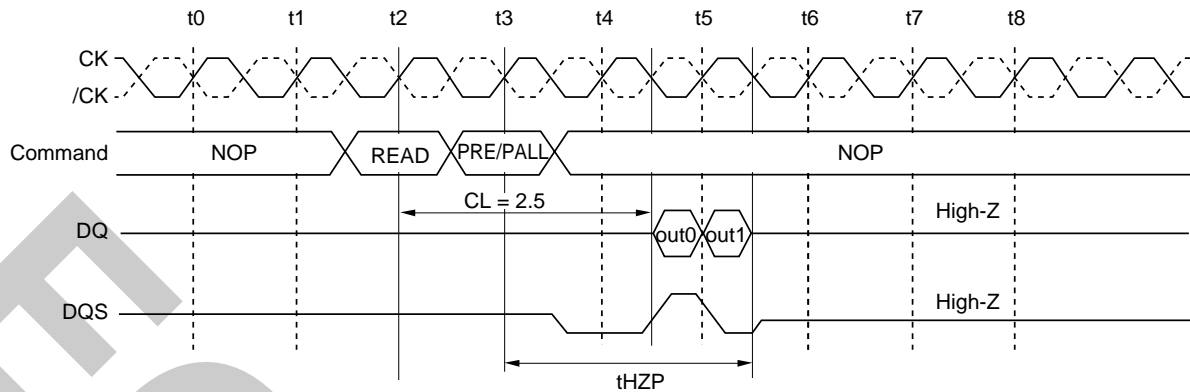 t0 t1 t2 t3 t4 t5 t6 t7 t8
CK
/CK
Command NOP READ PRE/PALL NOP
CL = 2.5
DQ out0 out1 High-Z
DQS High-Z
tHZP